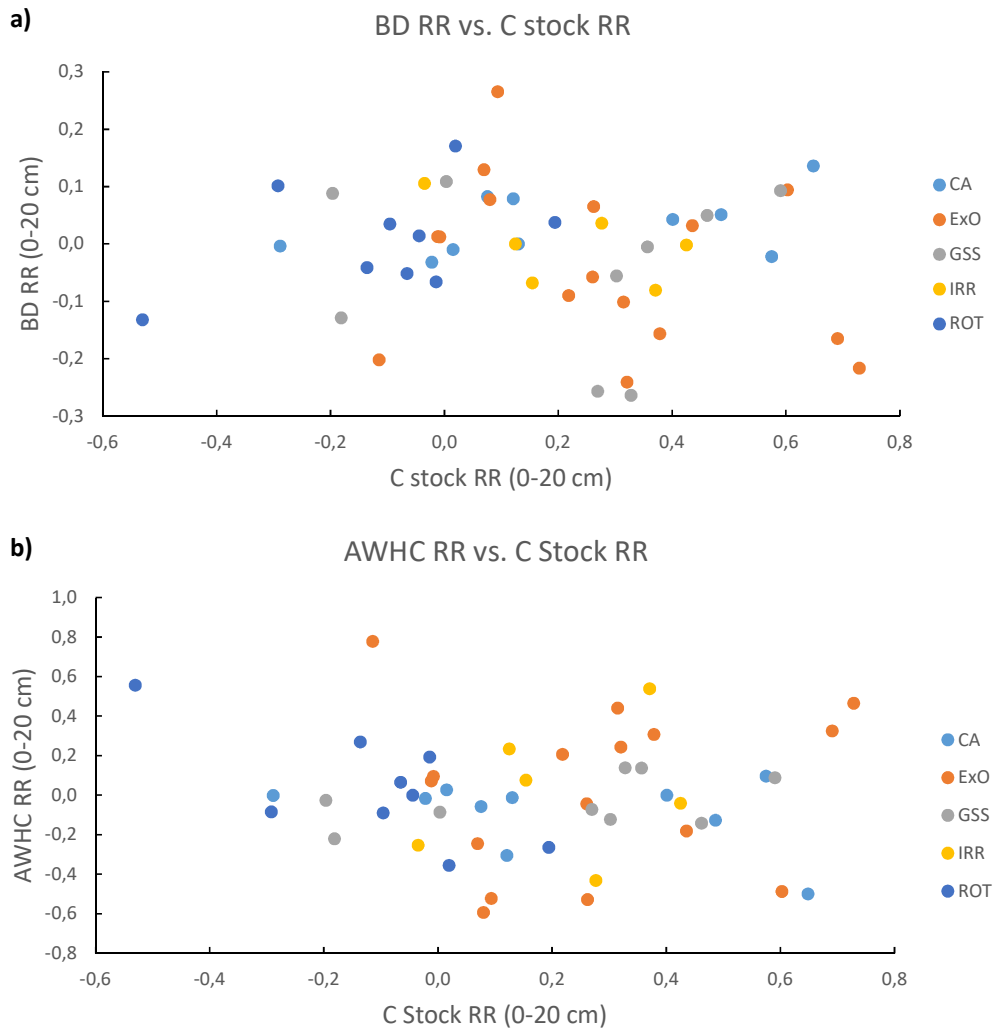 a)
BD RR vs. C stock RR
BD RR (0-20 cm)
0,3
0,2
0,1
0,0
-0,1
-0,2
-0,3
-0,6
-0,4
-0,2
0,0
0,2
0,4
0,6
0,8
C stock RR (0-20 cm)
CA
ExO
GSS
IRR
ROT
b)
AWHC RR vs. C Stock RR
AWHC RR (0-20 cm)
1,0
0,8
0,6
0,4
0,2
0,0
-0,2
-0,4
-0,6
-0,8
-0,6
-0,4
-0,2
0,0
0,2
0,4
0,6
0,8
C Stock RR (0-20 cm)
CA
ExO
GSS
IRR
ROT